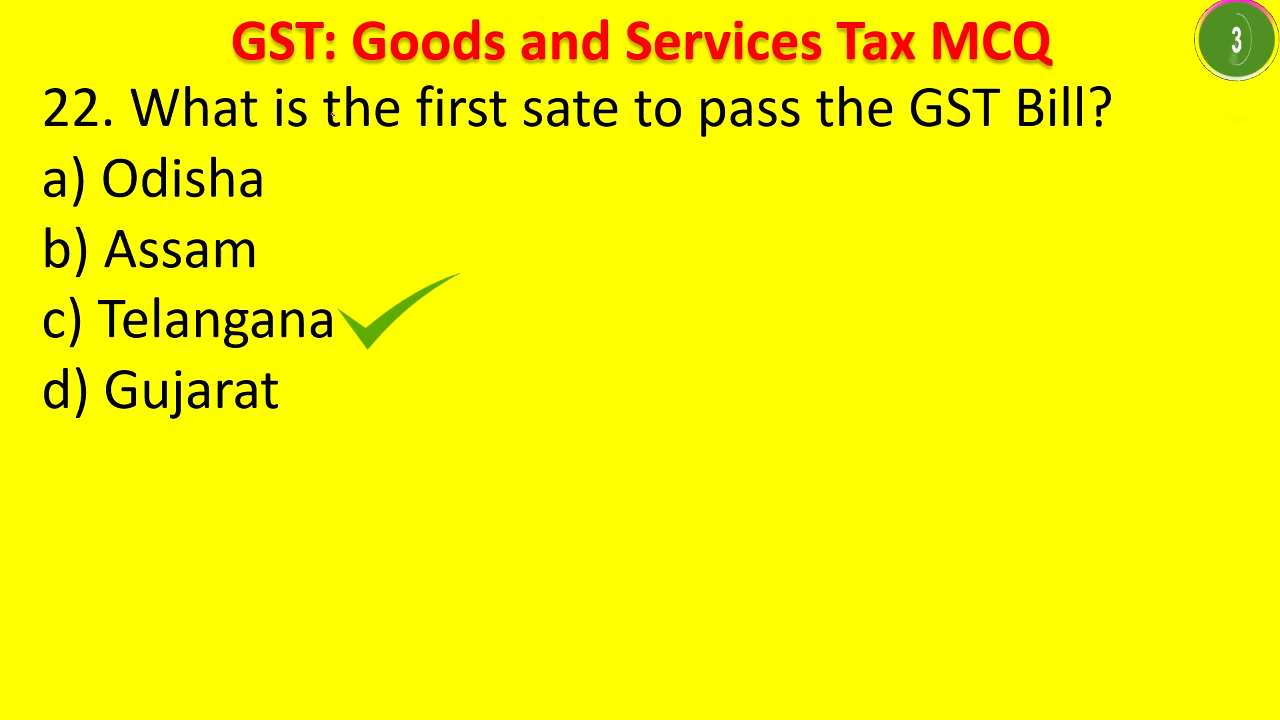 GST: Goods and Services Tax MCQ
3
22. What is the first sate to pass the GST Bill?
a) Odisha
b) Assam
c) Telangana
d) Gujarat